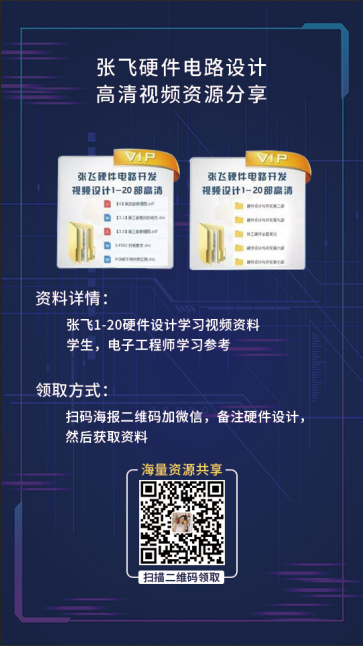 张飞硬件电路设计
高清视频资源分享
VIP
张飞硬件电路开发
视频设计1-20部高清
VIP
张飞硬件电路开发
视频设计1-20部高清
资料详情：
张飞1-20硬件设计学习视频资料
学生，电子工程师学习参考
领取方式：
扫码海报二维码加微信，备注硬件设计，
然后获取资料
海量资源共享
扫描二维码领取